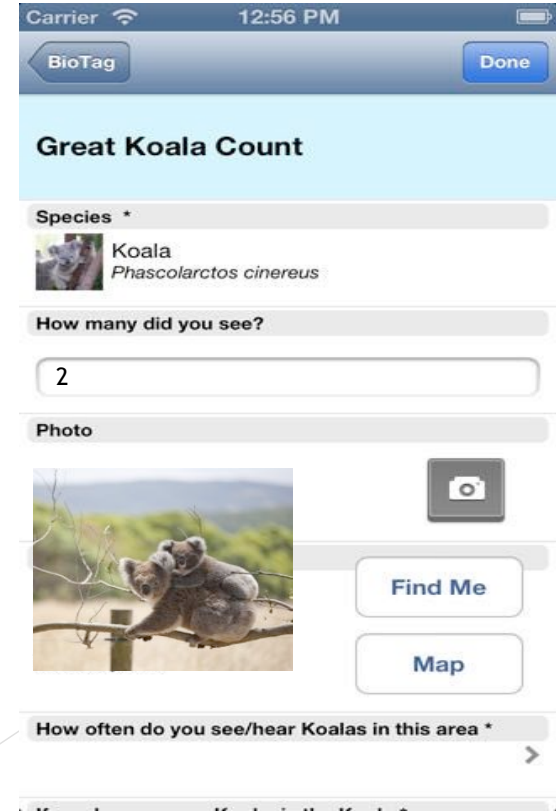 Carrier 12:56 PM
BioTag
Done
Great Koala Count
Species *
Koala
Phascolarctos cinereus
How many did you see?
2
Photo
Find Me
Map
How often do you see/hear Koalas in this area *
>